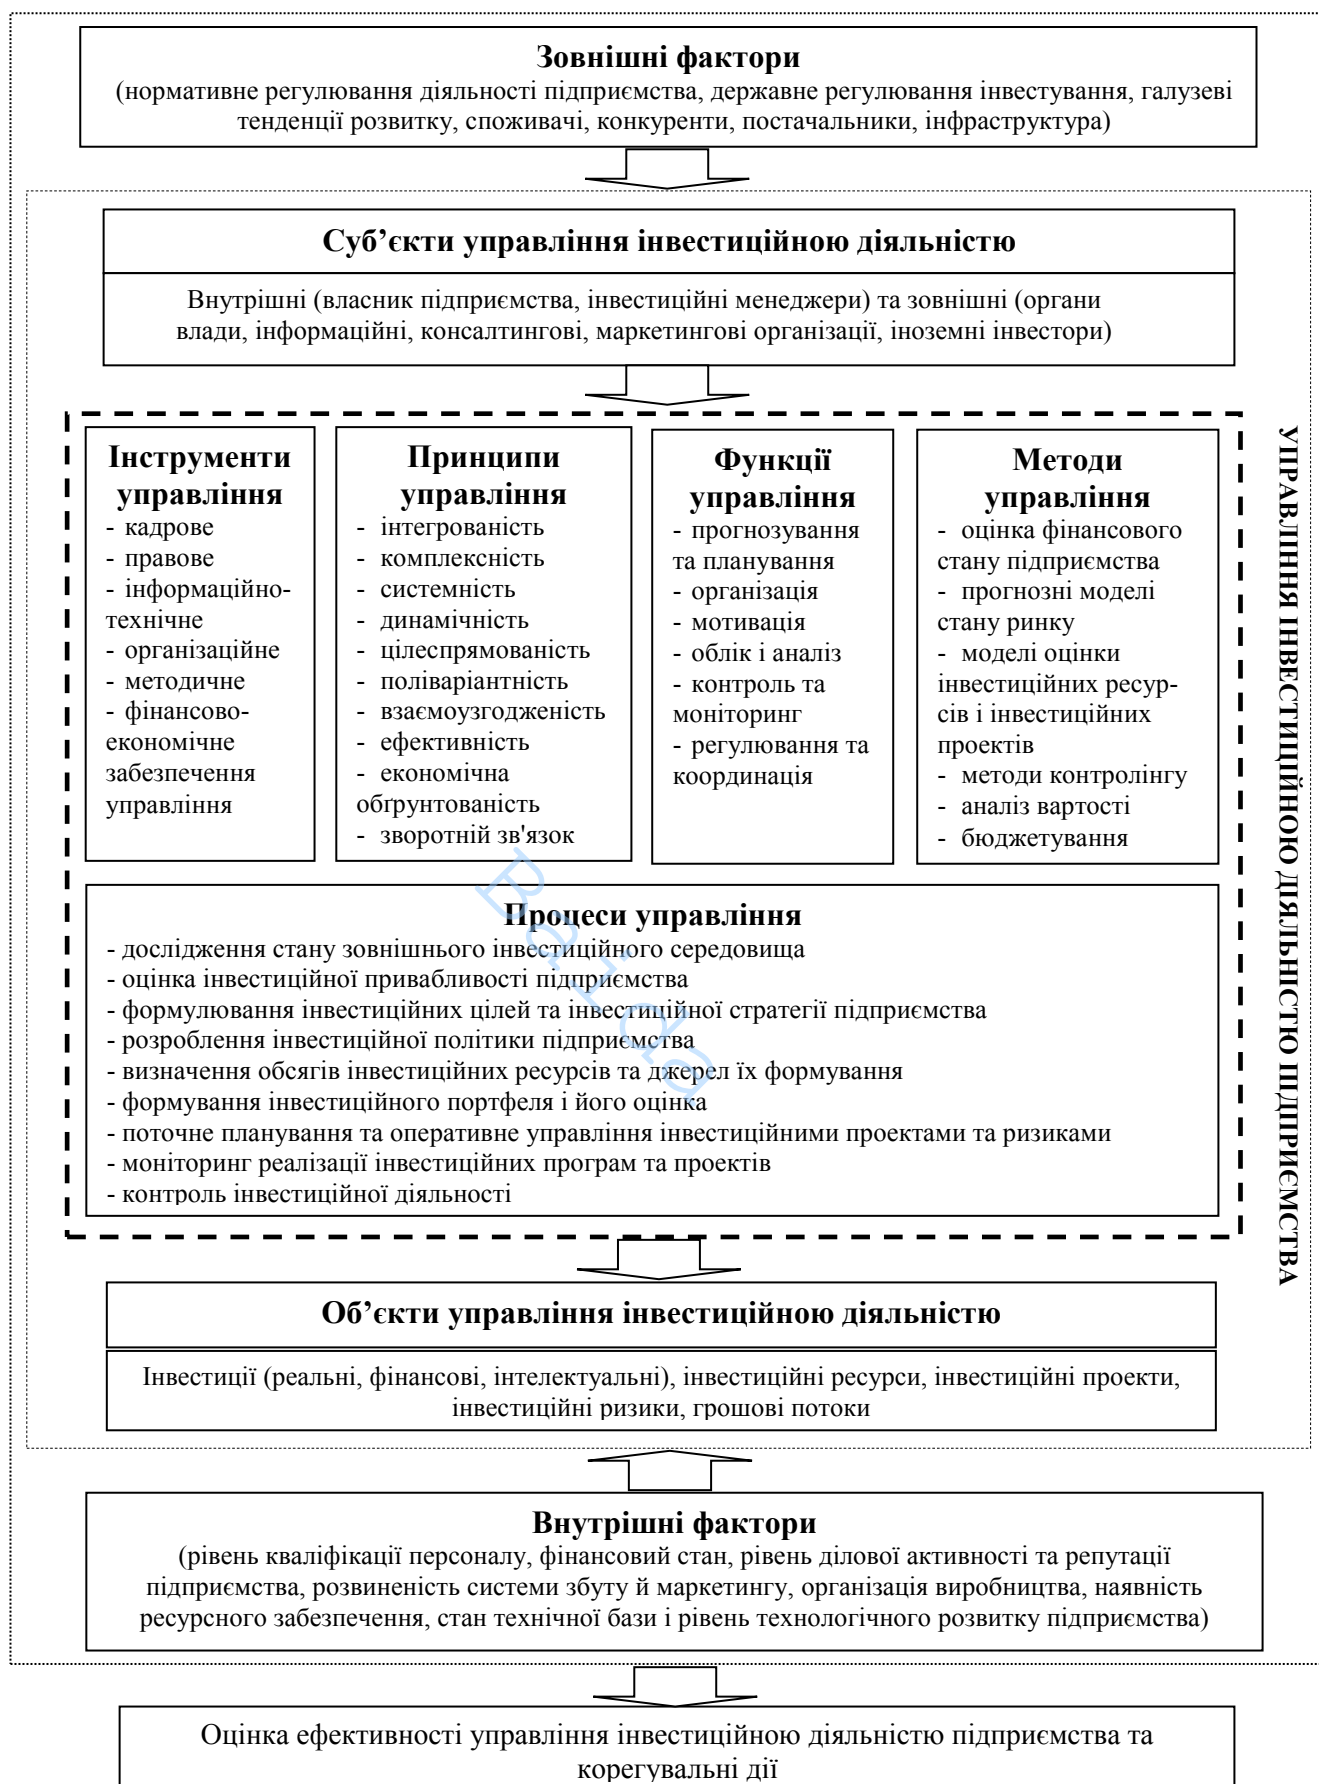 Зовнішні фактори
(нормативне регулювання діяльності підприємства, державне регулювання інвестування, галузеві
тенденції розвитку, споживачі, конкуренти, постачальники, інфраструктура)
Суб’єкти управління інвестиційною діяльністю
Внутрішні (власник підприємства, інвестиційні менеджери) та зовнішні (органи
влади, інформаційні, консалтингові, маркетингові організації, іноземні інвестори)
Інструменти
управління
- кадрове
- правове
- інформаційно-
технічне
- організаційне
- методичне
- фінансово-
економічне
забезпечення
управління
Принципи
управління
- інтегрованість
- комплексність
- системність
- динамічність
- цілеспрямованість
- поліваріантність
- взаємоузгодженість
- ефективність
- економічна
обґрунтованість
- зворотній зв'язок
Функції
управління
- прогнозування
та планування
- організація
- мотивація
- облік і аналіз
- контроль та
моніторинг
- регулювання та
координація
Методи
управління
- оцінка фінансового
стану підприємства
- прогнозні моделі
стану ринку
- моделі оцінки
інвестиційних ресур-
сів і інвестиційних
проектів
- методи контролінгу
- аналіз вартості
- бюджетування
Процеси управління
- дослідження стану зовнішнього інвестиційного середовища
- оцінка інвестиційної привабливості підприємства
- формулювання інвестиційних цілей та інвестиційної стратегії підприємства
- розроблення інвестиційної політики підприємства
- визначення обсягів інвестиційних ресурсів та джерел їх формування
- формування інвестиційного портфеля і його оцінка
- поточне планування та оперативне управління інвестиційними проектами та ризиками
- моніторинг реалізації інвестиційних програм та проектів
- контроль інвестиційної діяльності
Baida
УПРАВЛІННЯ ІНВЕСТИЦІЙНОЮ ДІЯЛЬНІСТЮ ПІДПРИЄМСТВА
Об’єкти управління інвестиційною діяльністю
Інвестиції (реальні, фінансові, інтелектуальні), інвестиційні ресурси, інвестиційні проекти,
інвестиційні ризики, грошові потоки
Внутрішні фактори
(рівень кваліфікації персоналу, фінансовий стан, рівень ділової активності та репутації
підприємства, розвиненість системи збуту й маркетингу, організація виробництва, наявність
ресурсного забезпечення, стан технічної бази і рівень технологічного розвитку підприємства)
Оцінка ефективності управління інвестиційною діяльністю підприємства та
корегувальні дії